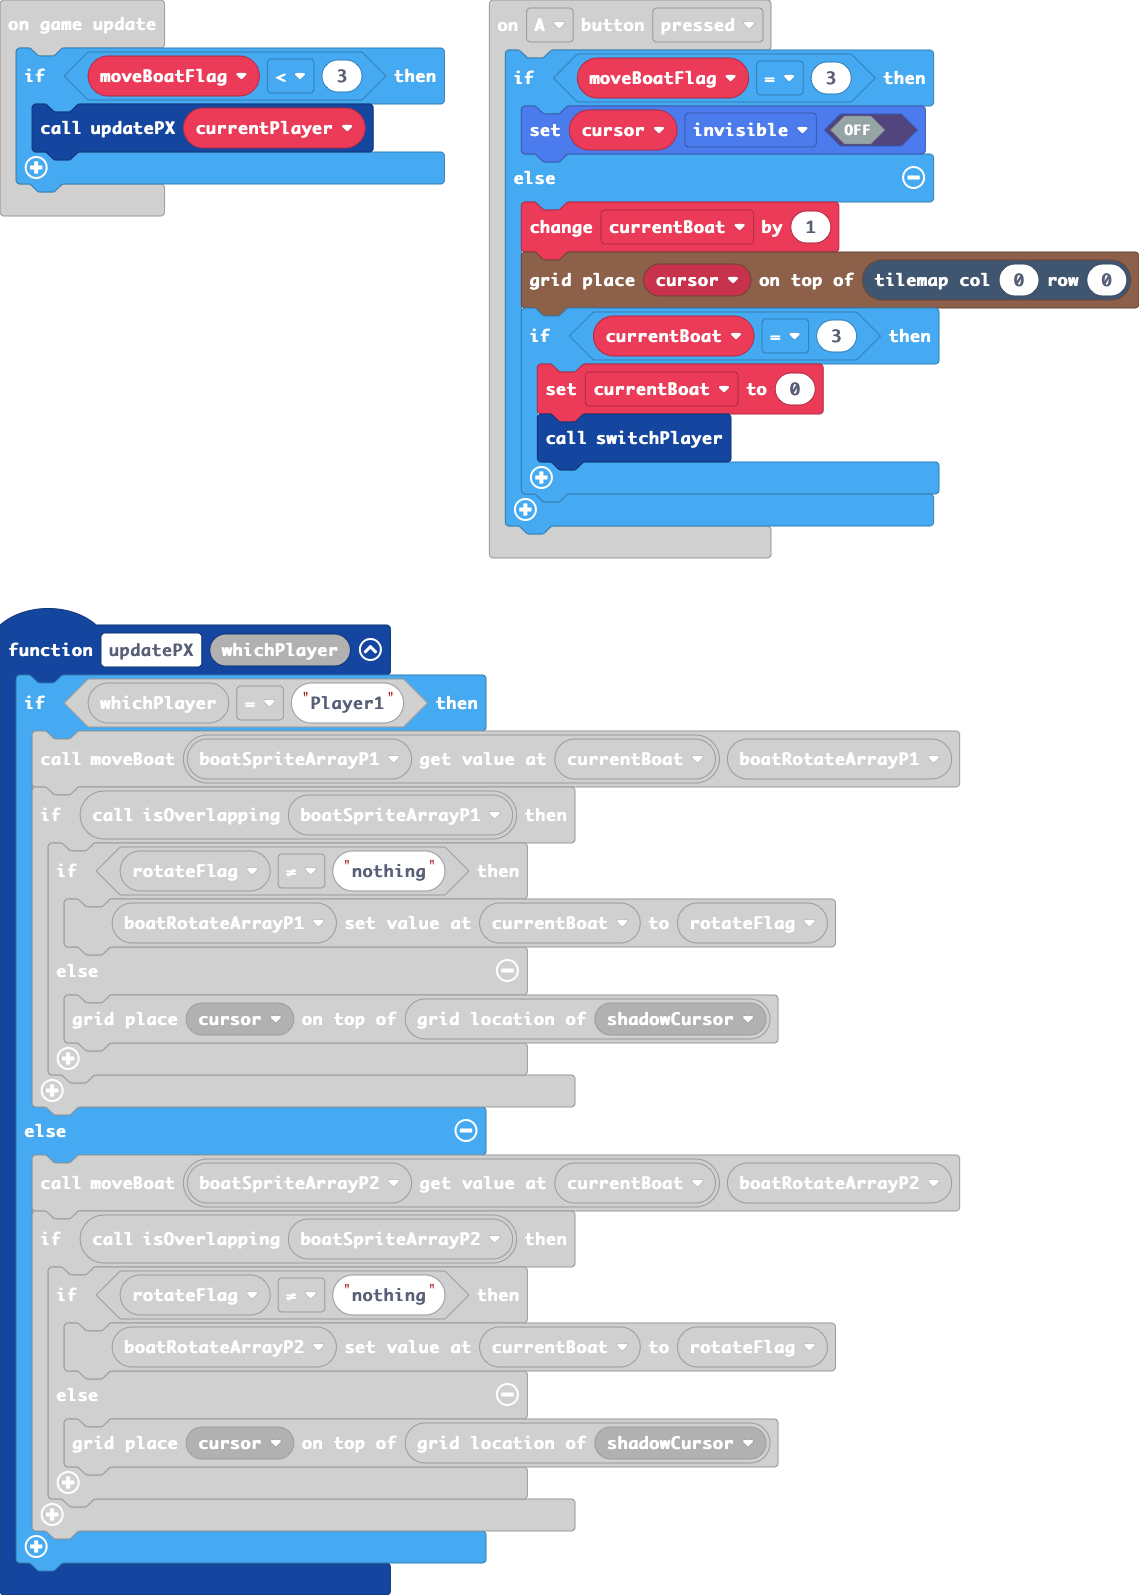 on game update
if moveBoatFlag < 3 then
call updatePX currentPlayer
on A button pressed
if moveBoatFlag = 3 then
set cursor invisible OFF
else
change currentBoat by 1
grid place cursor on top of tilemap col 0 row 0
if currentBoat = 3 then
set currentBoat to 0
call switchPlayer
function updatePX whichPlayer
if whichPlayer = "Player1" then
call moveBoat boatSpriteArrayP1 get value at currentBoat boatRotateArrayP1
if call isOverlapping boatSpriteArrayP1 then
if rotateFlag ≠ "nothing" then
boatRotateArrayP1 set value at currentBoat to rotateFlag
else
grid place cursor on top of grid location of shadowCursor
else
call moveBoat boatSpriteArrayP2 get value at currentBoat boatRotateArrayP2
if call isOverlapping boatSpriteArrayP2 then
if rotateFlag ≠ "nothing" then
boatRotateArrayP2 set value at currentBoat to rotateFlag
else
grid place cursor on top of grid location of shadowCursor